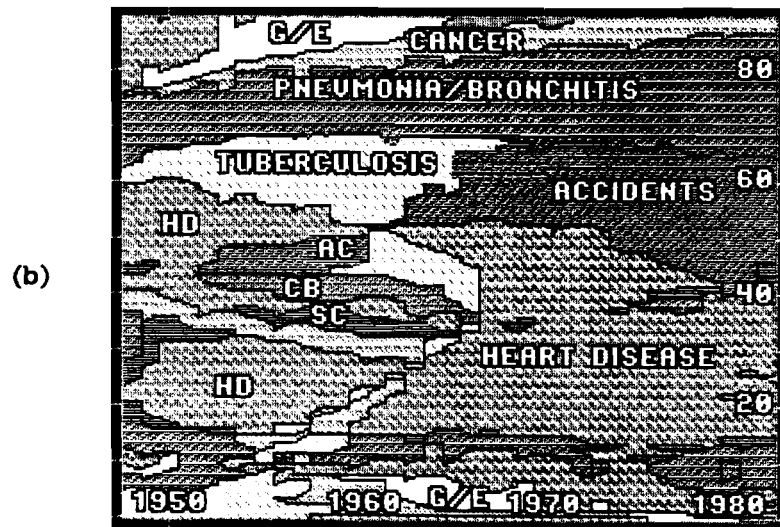 G/E
CANCER
80
PNEUMONIA/BRONCHITIS
TUBERCULOSIS
60
ACCIDENTS
HD
AC
(b)
CB
40
SC
HEART DISEASE
HD
20
G/E
1950 1960 1970 1980